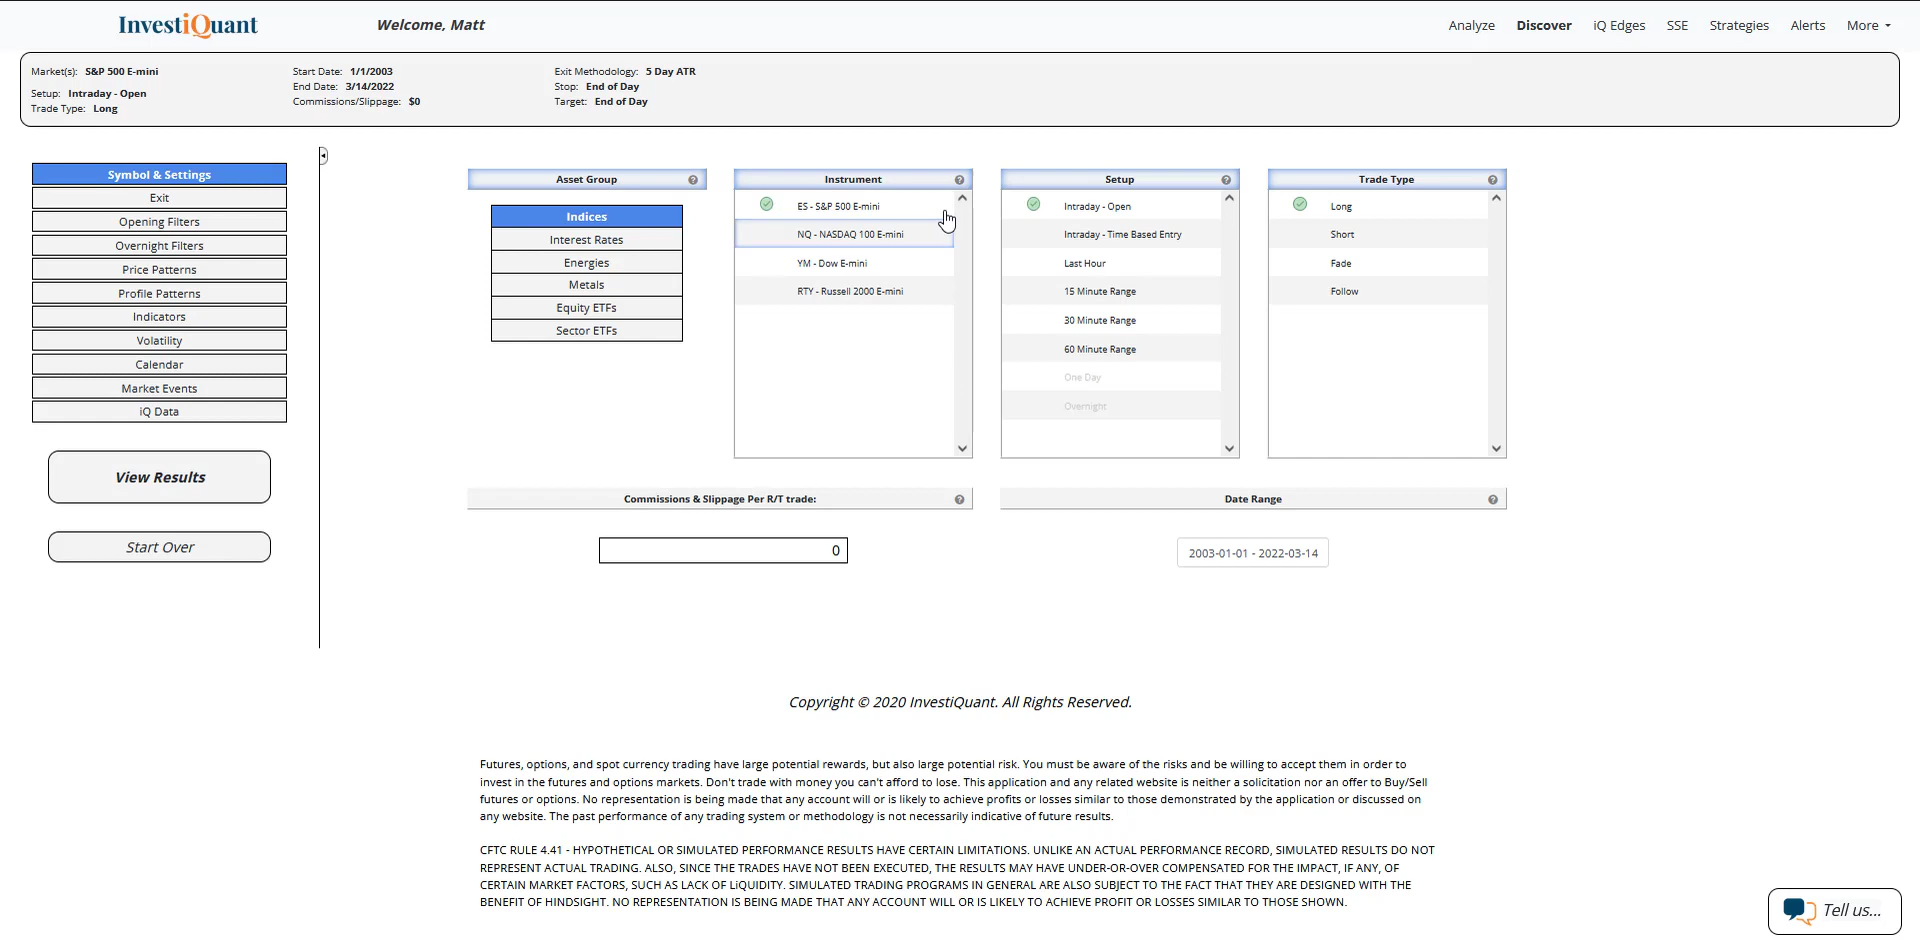 InvestiQuant
Welcome, Matt
Analyze Discover iQ Edges SSE Strategies Alerts More
Market(s): S&P 500 E-mini
Setup: Intraday - Open
Trade Type: Long
Start Date: 1/1/2003
End Date: 3/14/2022
Commissions/Slippage: $0
Exit Methodology: 5 Day ATR
Stop: End of Day
Target: End of Day
Symbol & Settings
Exit
Opening Filters
Overnight Filters
Price Patterns
Profile Patterns
Indicators
Volatility
Calendar
Market Events
iQ Data
View Results
Start Over
Asset Group
Indices
Interest Rates
Energies
Metals
Equity ETFs
Sector ETFs
Instrument
ES - S&P 500 E-mini
NQ - NASDAQ 100 E-mini
YM - Dow E-mini
RTY - Russell 2000 E-mini
Setup
Intraday - Open
Intraday - Time Based Entry
Last Hour
15 Minute Range
30 Minute Range
60 Minute Range
One Day
Overnight
Trade Type
Long
Short
Fade
Follow
Commissions & Slippage Per R/T trade:
0
Date Range
2003-01-01 - 2022-03-14
Copyright © 2020 InvestiQuant. All Rights Reserved.
Futures, options, and spot currency trading have large potential rewards, but also large potential risk. You must be aware of the risks and be willing to accept them in order to
invest in the futures and options markets. Don't trade with money you can't afford to lose. This application and any related website is neither a solicitation nor an offer to Buy/Sell
futures or options. No representation is being made that any account will or is likely to achieve profits or losses similar to those demonstrated by the application or discussed on
any website. The past performance of any trading system or methodology is not necessarily indicative of future results.
CFTC RULE 4.41 - HYPOTHETICAL OR SIMULATED PERFORMANCE RESULTS HAVE CERTAIN LIMITATIONS. UNLIKE AN ACTUAL PERFORMANCE RECORD, SIMULATED RESULTS DO NOT
REPRESENT ACTUAL TRADING. ALSO, SINCE THE TRADES HAVE NOT BEEN EXECUTED, THE RESULTS MAY HAVE UNDER-OR-OVER COMPENSATED FOR THE IMPACT, IF ANY, OF
CERTAIN MARKET FACTORS, SUCH AS LACK OF LiQUIDITY. SIMULATED TRADING PROGRAMS IN GENERAL ARE ALSO SUBJECT TO THE FACT THAT THEY ARE DESIGNED WITH THE
BENEFIT OF HINDSIGHT. NO REPRESENTATION IS BEING MADE THAT ANY ACCOUNT WILL OR IS LIKELY TO ACHIEVE PROFIT OR LOSSES SIMILAR TO THOSE SHOWN.
Tell us...